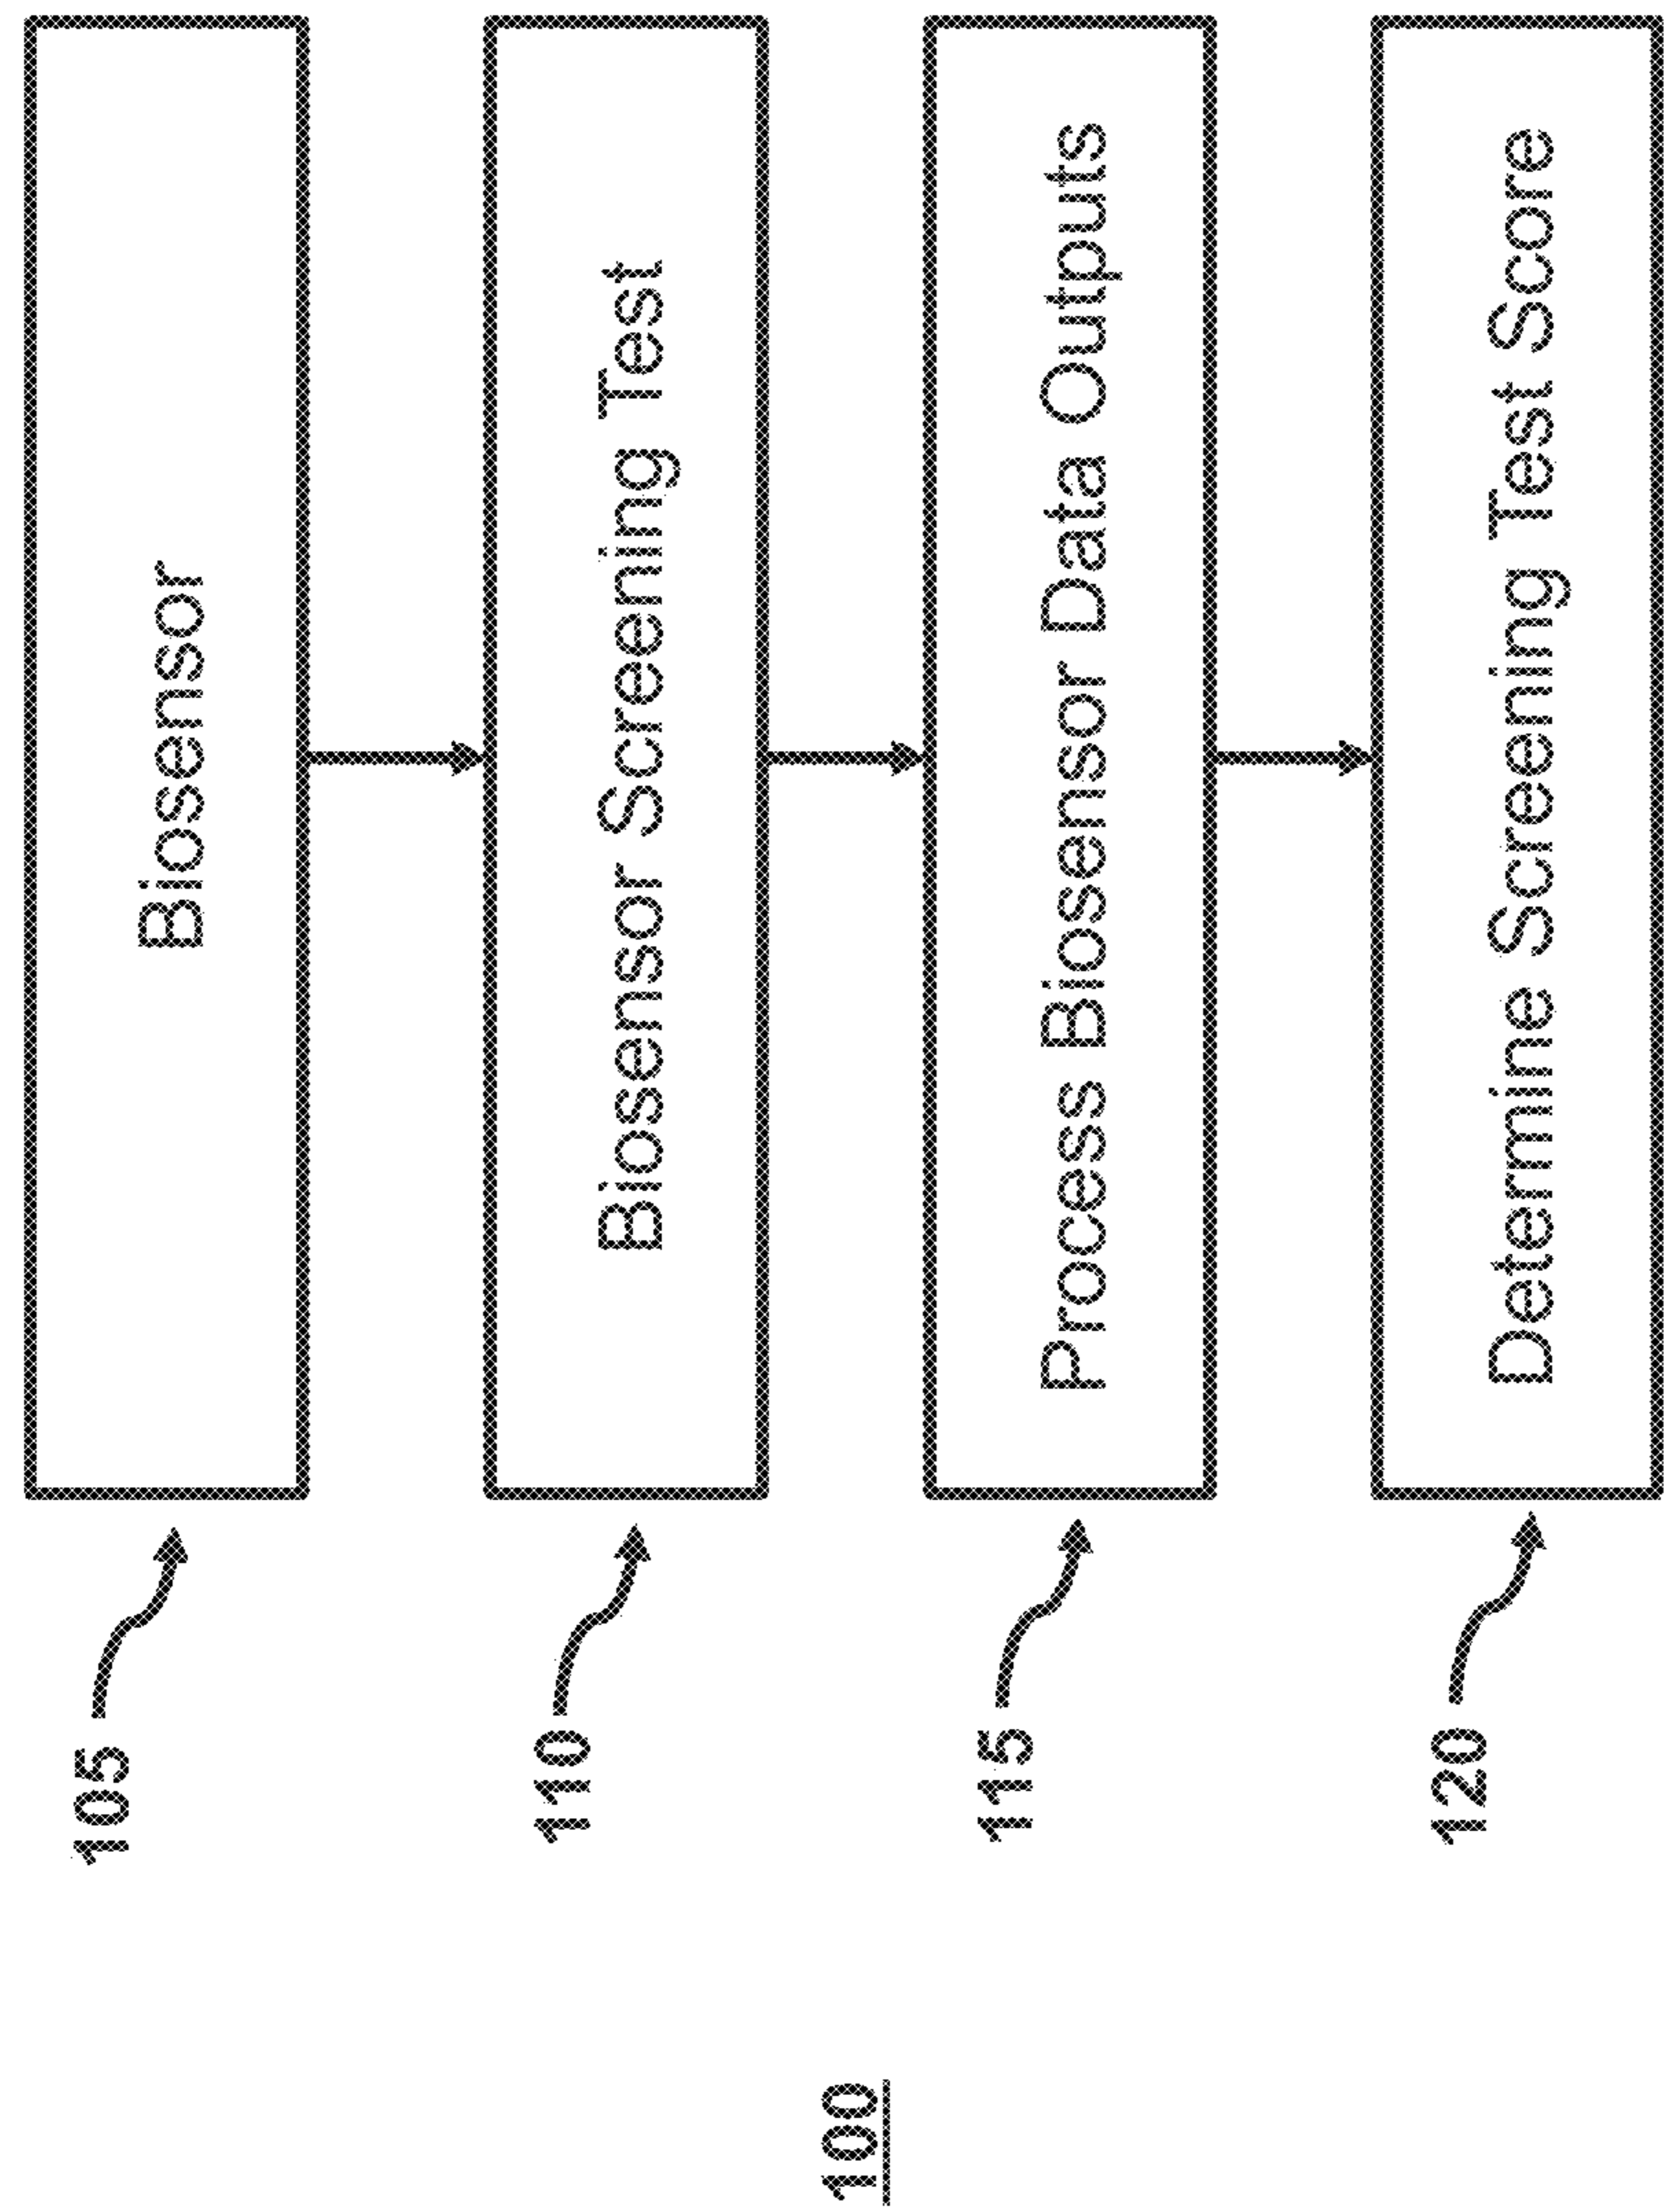 100
105
Biosensor
110
Biosensor Screening Test
115
Process Biosensor Data Outputs
120
Determine Screening Test Score